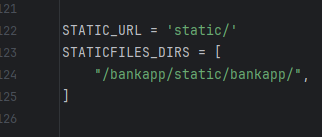 121
122 STATIC_URL = 'static/'
123 STATICFILES_DIRS = [
124     "/bankapp/static/bankapp/",
125 ]
126